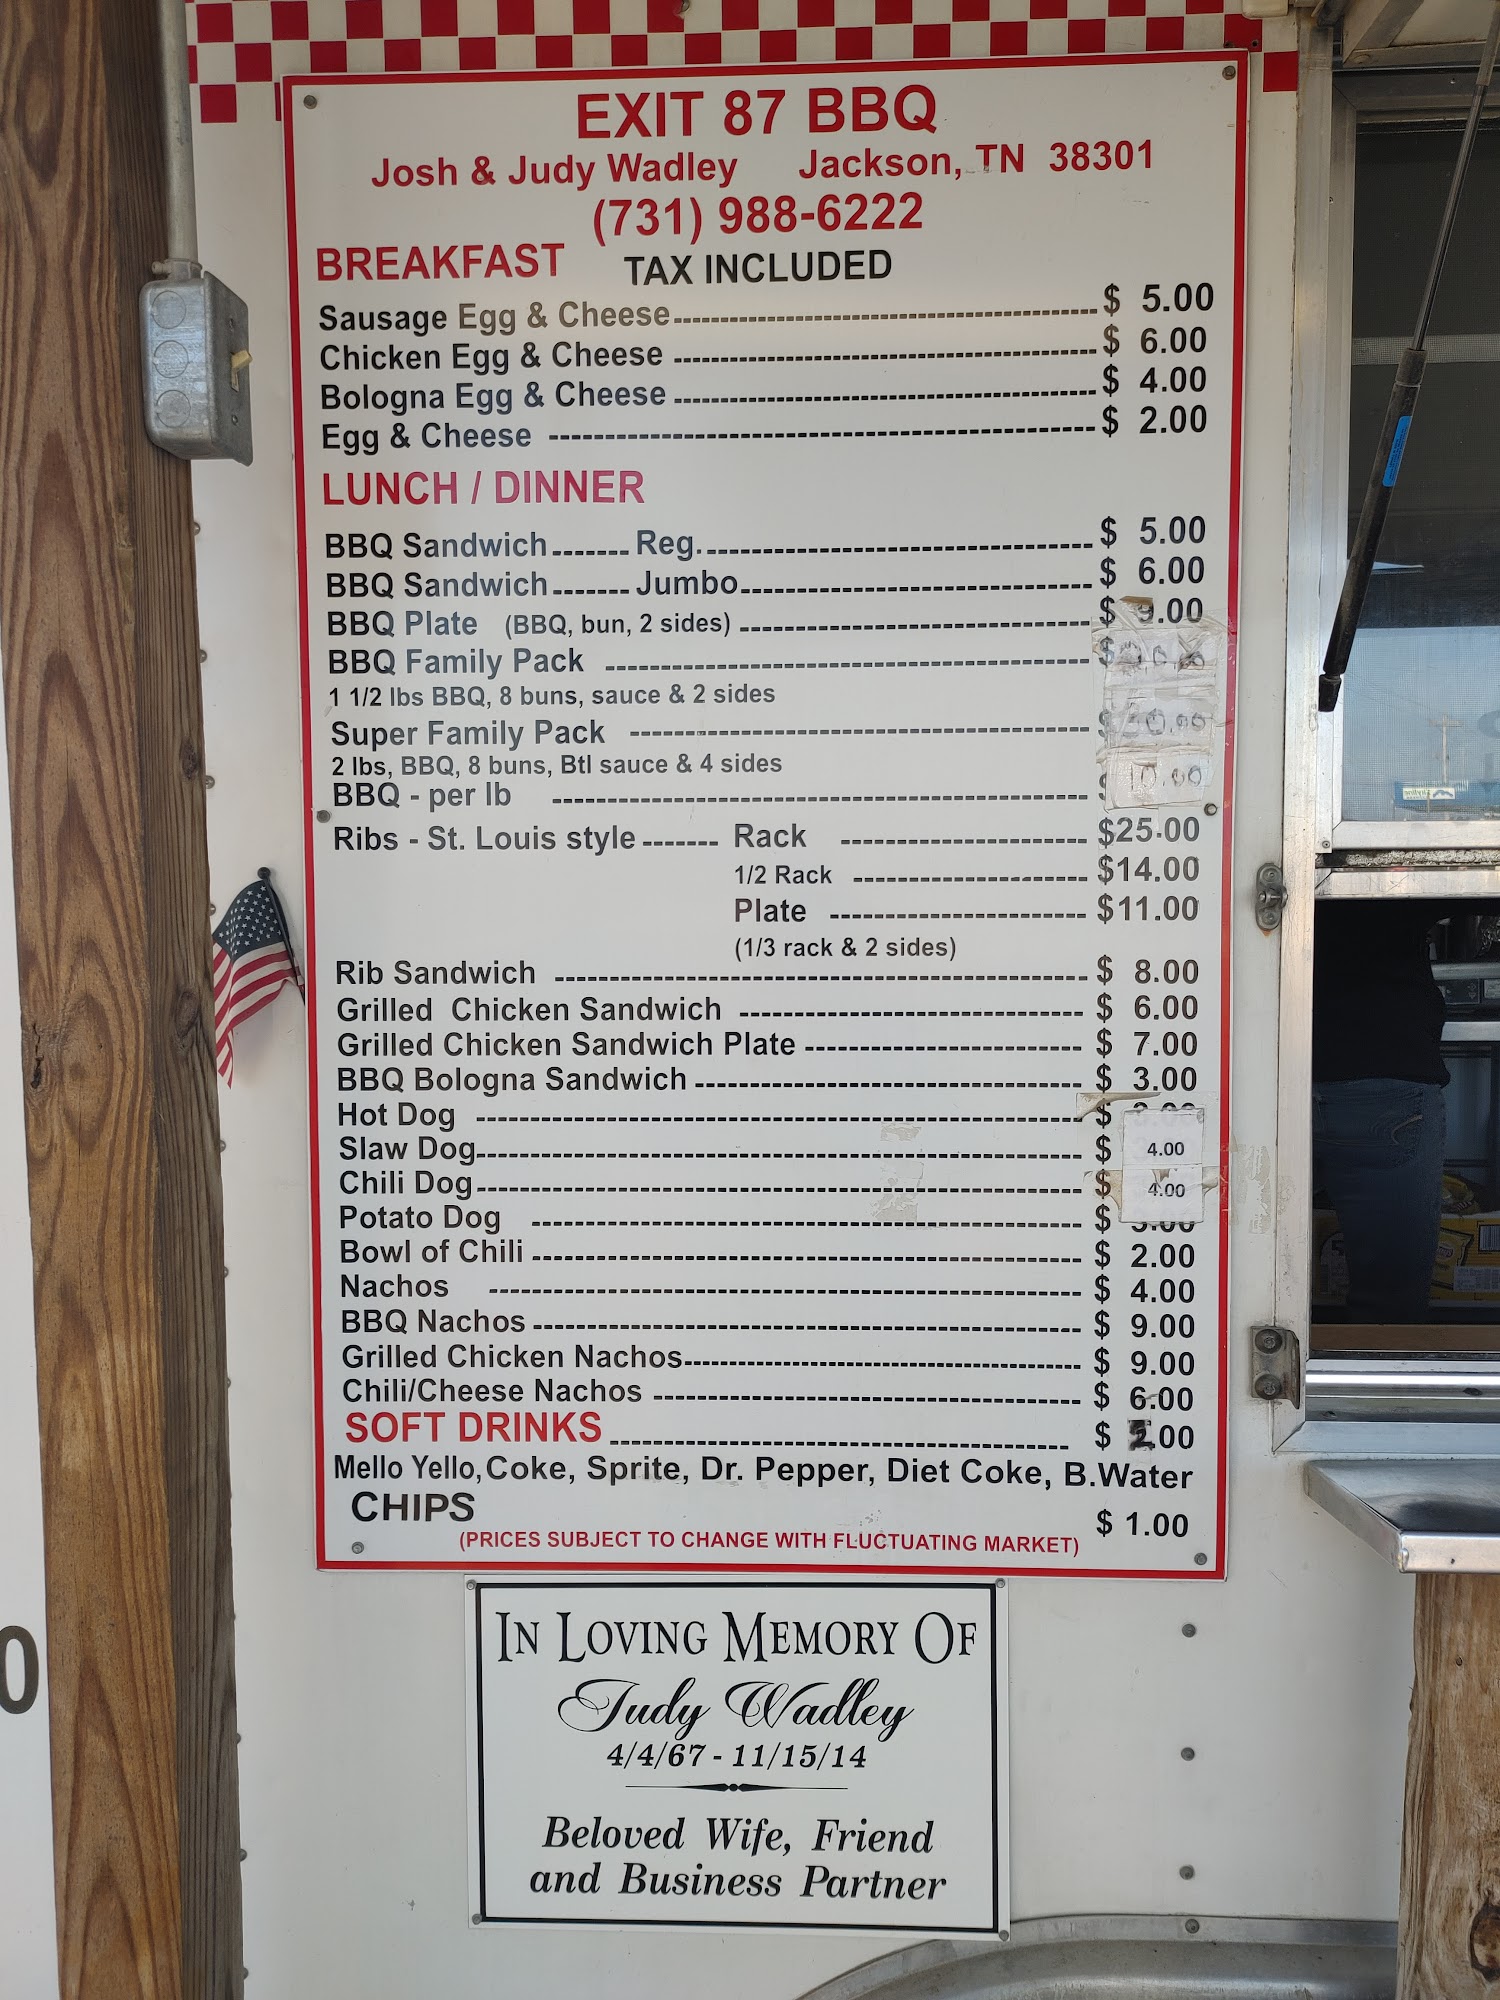 EXIT 87 BBQ
Josh & Judy Wadley Jackson, TN 38301
(731) 988-6222
BREAKFAST TAX INCLUDED
Sausage Egg & Cheese $ 5.00
Chicken Egg & Cheese $ 6.00
Bologna Egg & Cheese $ 4.00
Egg & Cheese $ 2.00
LUNCH / DINNER
BBQ Sandwich Reg. $ 5.00
BBQ Sandwich Jumbo $ 6.00
BBQ Plate (BBQ, bun, 2 sides) $ 9.00
BBQ Family Pack $
1 1/2 lbs BBQ, 8 buns, sauce & 2 sides
Super Family Pack $
2 lbs, BBQ, 8 buns, Btl sauce & 4 sides
BBQ - per lb 10.00
Ribs - St. Louis style Rack $25.00
1/2 Rack $14.00
Plate $11.00
(1/3 rack & 2 sides)
Rib Sandwich $ 8.00
Grilled Chicken Sandwich $ 6.00
Grilled Chicken Sandwich Plate $ 7.00
BBQ Bologna Sandwich $ 3.00
Hot Dog $
Slaw Dog $ 4.00
Chili Dog $ 4.00
Potato Dog $
Bowl of Chili $ 2.00
Nachos $ 4.00
BBQ Nachos $ 9.00
Grilled Chicken Nachos $ 9.00
Chili/Cheese Nachos $ 6.00
SOFT DRINKS $ 2.00
Mello Yello, Coke, Sprite, Dr. Pepper, Diet Coke, B.Water
CHIPS $ 1.00
(PRICES SUBJECT TO CHANGE WITH FLUCTUATING MARKET)
IN LOVING MEMORY OF
Judy Wadley
4/4/67 - 11/15/14
Beloved Wife, Friend
and Business Partner